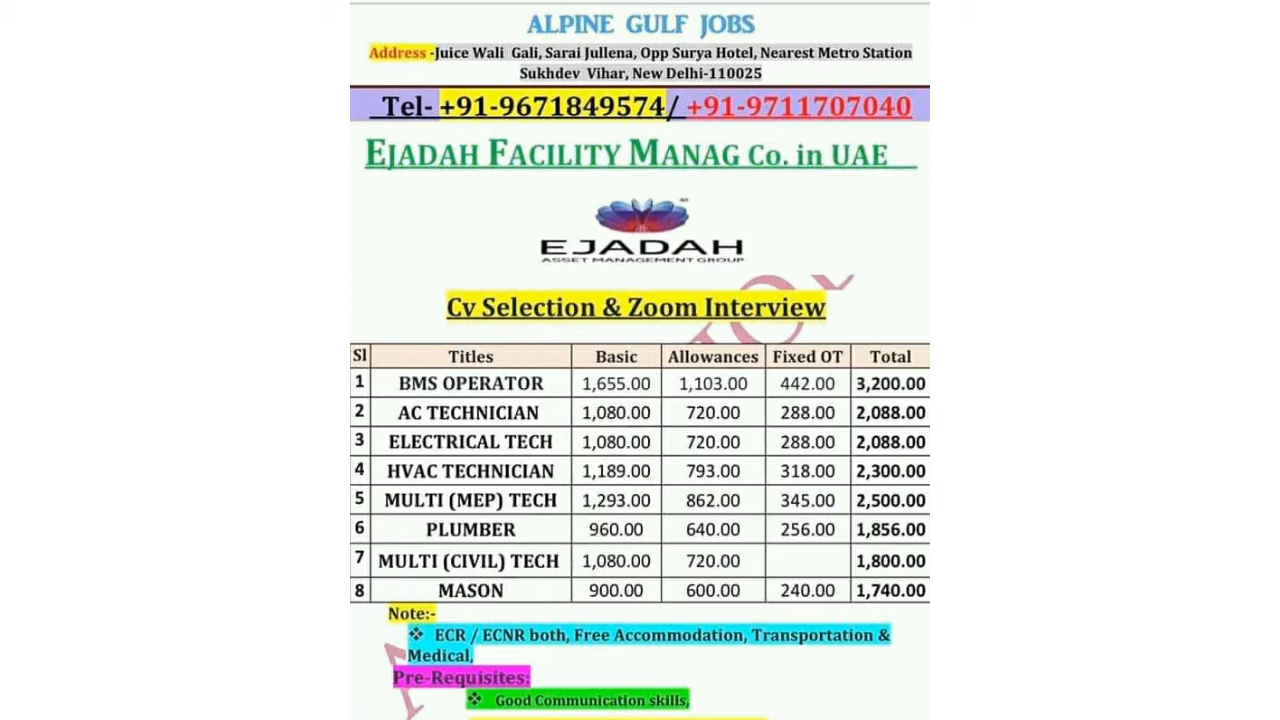 ALPINE GULF JOBS
Address -Juice Wali Gali, Sarai Jullena, Opp Surya Hotel, Nearest Metro Station
Sukhdev Vihar, New Delhi-110025
Tel- +91-9671849574/ +91-9711707040
EJADAH FACILITY MANAG CO. in UAE
EJADAH
ASSET MANAGEMENT GROUP
Cv Selection & Zoom Interview
Sl Titles Basic Allowances Fixed OT Total
1 BMS OPERATOR 1,655.00 1,103.00 442.00 3,200.00
2 AC TECHNICIAN 1,080.00 720.00 288.00 2,088.00
3 ELECTRICAL TECH 1,080.00 720.00 288.00 2,088.00
4 HVAC TECHNICIAN 1,189.00 793.00 318.00 2,300.00
5 MULTI (MEP) TECH 1,293.00 862.00 345.00 2,500.00
6 PLUMBER 960.00 640.00 256.00 1,856.00
7 MULTI (CIVIL) TECH 1,080.00 720.00 1,800.00
8 MASON 900.00 600.00 240.00 1,740.00
Note:-
❖ ECR / ECNR both, Free Accommodation, Transportation &
Medical,
Pre-Requisites:
❖ Good Communication skills,